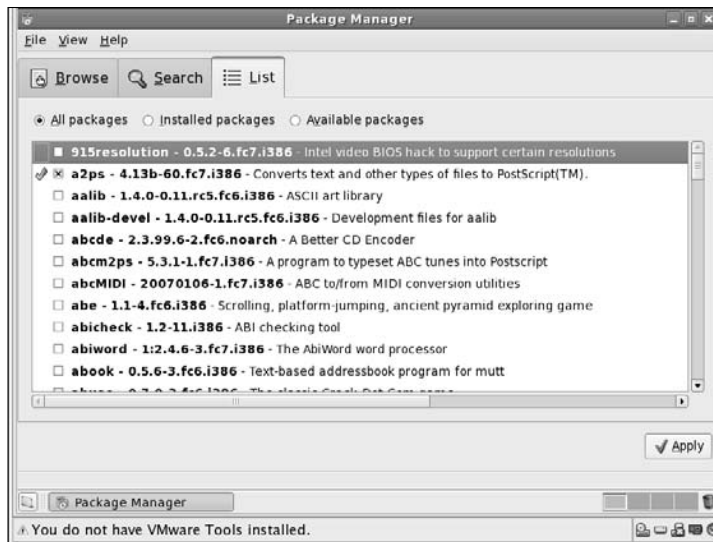 Package Manager
File View Help
Browse Search List
All packages Installed packages Available packages
915resolution - 0.5.2-6.fc7.i386 - Intel video BIOS hack to support certain resolutions
a2ps - 4.13b-60.fc7.i386 - Converts text and other types of files to PostScript(TM).
aalib - 1.4.0-0.11.rc5.fc6.i386 - ASCII art library
aalib-devel - 1.4.0-0.11.rc5.fc6.i386 - Development files for aalib
abcde - 2.3.99.6-2.fc6.noarch - A Better CD Encoder
abcm2ps - 5.3.1-1.fc7.i386 - A program to typeset ABC tunes into Postscript
abcMIDI - 20070106-1.fc7.i386 - ABC to/from MIDI conversion utilities
abe - 1.1-4.fc6.i386 - Scrolling, platform-jumping, ancient pyramid exploring game
abicheck - 1.2-11.i386 - ABI checking tool
abiword - 1:2.4.6-3.fc7.i386 - The AbiWord word processor
abook - 0.5.6-3.fc6.i386 - Text-based addressbook program for mutt
Apply
Package Manager
You do not have VMware Tools installed.